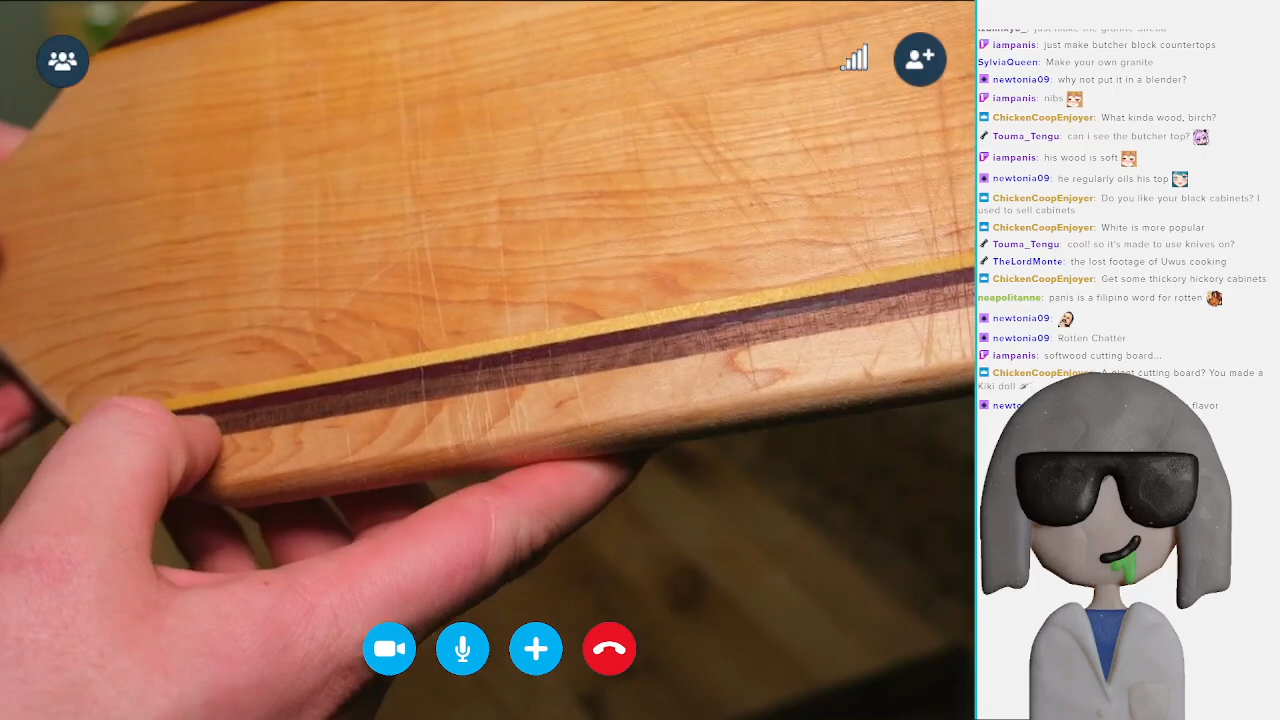 iampanis: just make butcher block countertops
SylviaQueen: Make your own granite
newtonia09: why not put it in a blender?
iampanis: nibs
ChickenCoopEnjoyer: What kinda wood, birch?
Touma_Tengu: can i see the butcher top?
iampanis: his wood is soft
newtonia09: he regularly oils his top
ChickenCoopEnjoyer: Do you like your black cabinets? I
used to sell cabinets
ChickenCoopEnjoyer: White is more popular
Touma_Tengu: cool! so it's made to use knives on?
TheLordMonte: the lost footage of Uwus cooking
ChickenCoopEnjoyer: Get some thickory hickory cabinets
neapolitanne: panis is a filipino word for rotten
newtonia09:
newtonia09: Rotten Chatter
iampanis: softwood cutting board...
ChickenCoopEnjoyer: A giant cutting board? You made a
Kiki doll
flavor